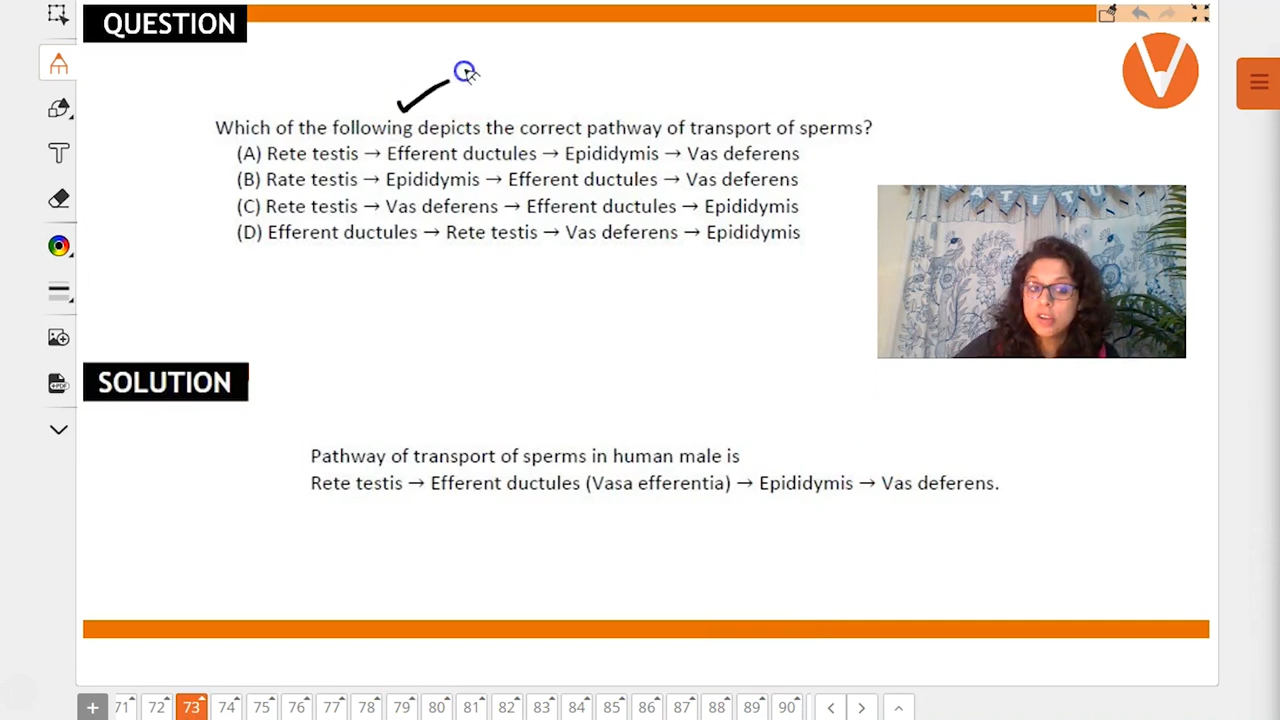 QUESTION
Which of the following depicts the correct pathway of transport of sperms?
(A) Rete testis → Efferent ductules → Epididymis → Vas deferens
(B) Rate testis → Epididymis → Efferent ductules → Vas deferens
(C) Rete testis → Vas deferens → Efferent ductules → Epididymis
(D) Efferent ductules → Rete testis → Vas deferens → Epididymis
ATITU
SOLUTION
Pathway of transport of sperms in human male is
Rete testis → Efferent ductules (Vasa efferentia) → Epididymis → Vas deferens.
71 72 73 74 75 76 77 78 79 80 81 82 83 84 85 86 87 88 89 90